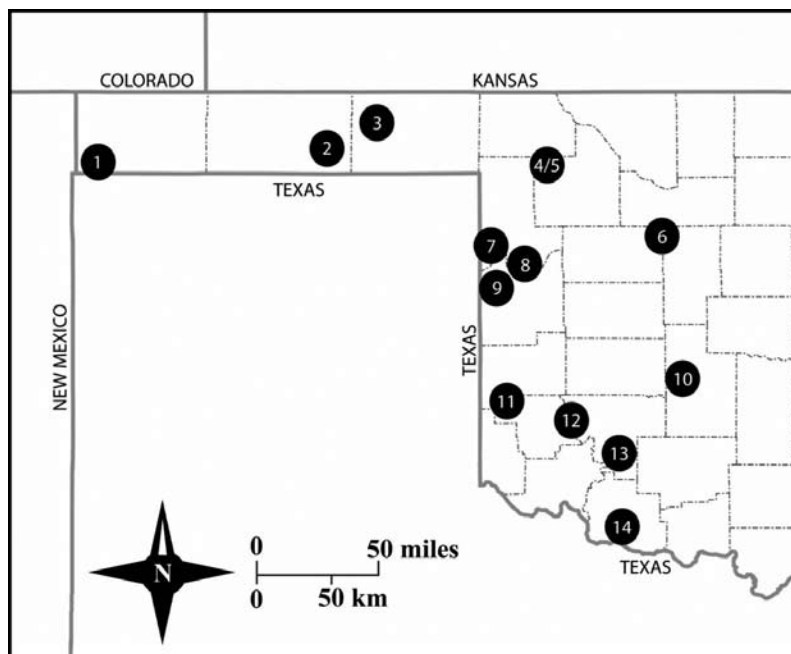 COLORADO
KANSAS
1
2
3
4/5
TEXAS
6
7
8
9
NEW MEXICO
TEXAS
10
11
12
13
14
TEXAS
N
0
50 miles
0
50 km